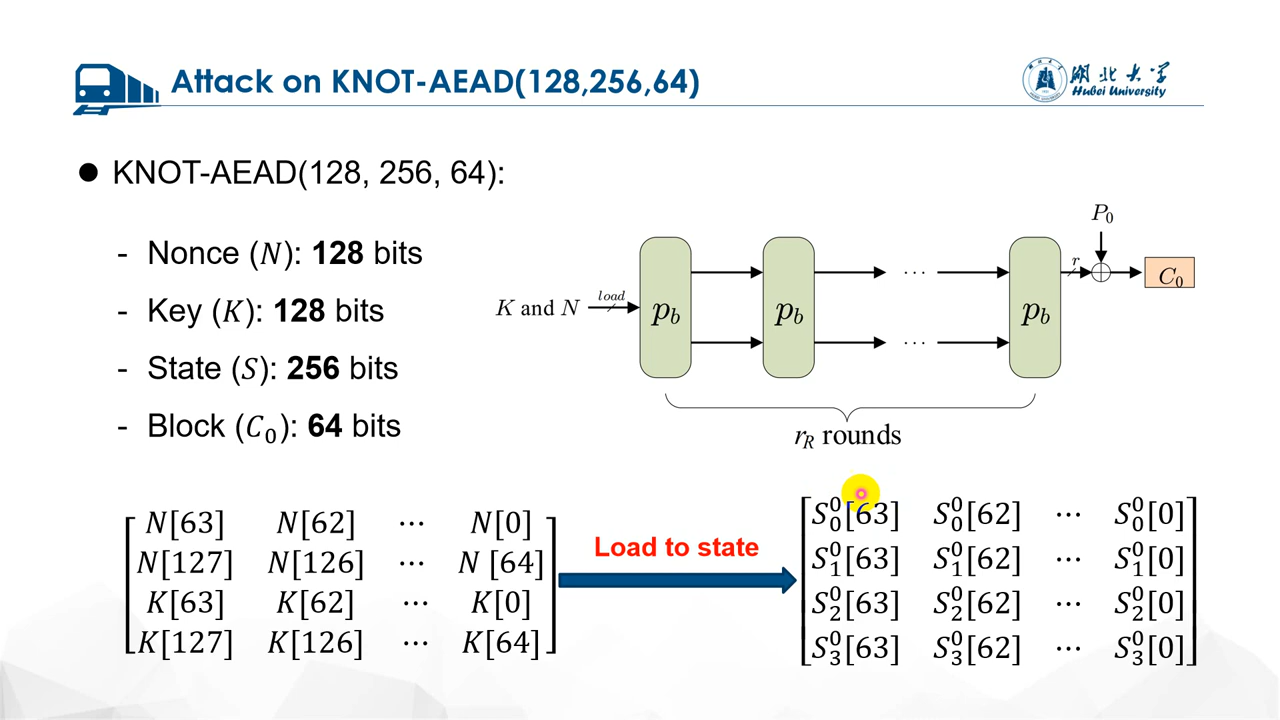 Attack on KNOT-AEAD(128,256,64)
湖北大学
Hubei University
● KNOT-AEAD(128, 256, 64):
- Nonce (𝑁): 128 bits
- Key (𝐾): 128 bits
- State (𝑆): 256 bits
- Block (𝐶₀): 64 bits
P₀
K and N load p_b p_b ⋯ p_b r ⊕ C₀
⋯
r_R rounds
N[63] N[62] ⋯ N[0]
N[127] N[126] ⋯ N [64]
K[63] K[62] ⋯ K[0]
K[127] K[126] ⋯ K[64]
Load to state
S₀⁰[63] S₀⁰[62] ⋯ S₀⁰[0]
S₁⁰[63] S₁⁰[62] ⋯ S₁⁰[0]
S₂⁰[63] S₂⁰[62] ⋯ S₂⁰[0]
S₃⁰[63] S₃⁰[62] ⋯ S₃⁰[0]